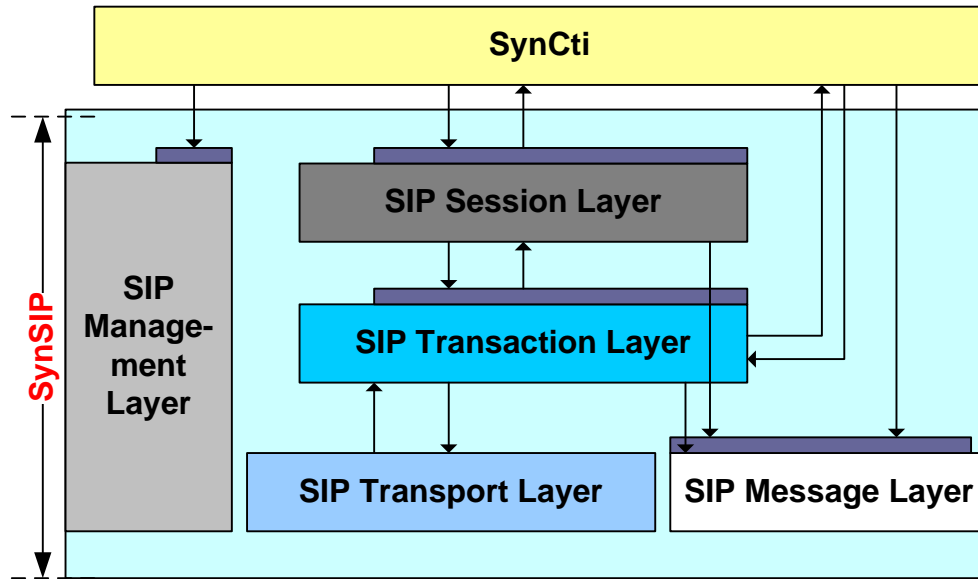 SynCti
SynSIP
SIP
Manage-
ment
Layer
SIP Session Layer
SIP Transaction Layer
SIP Transport Layer
SIP Message Layer